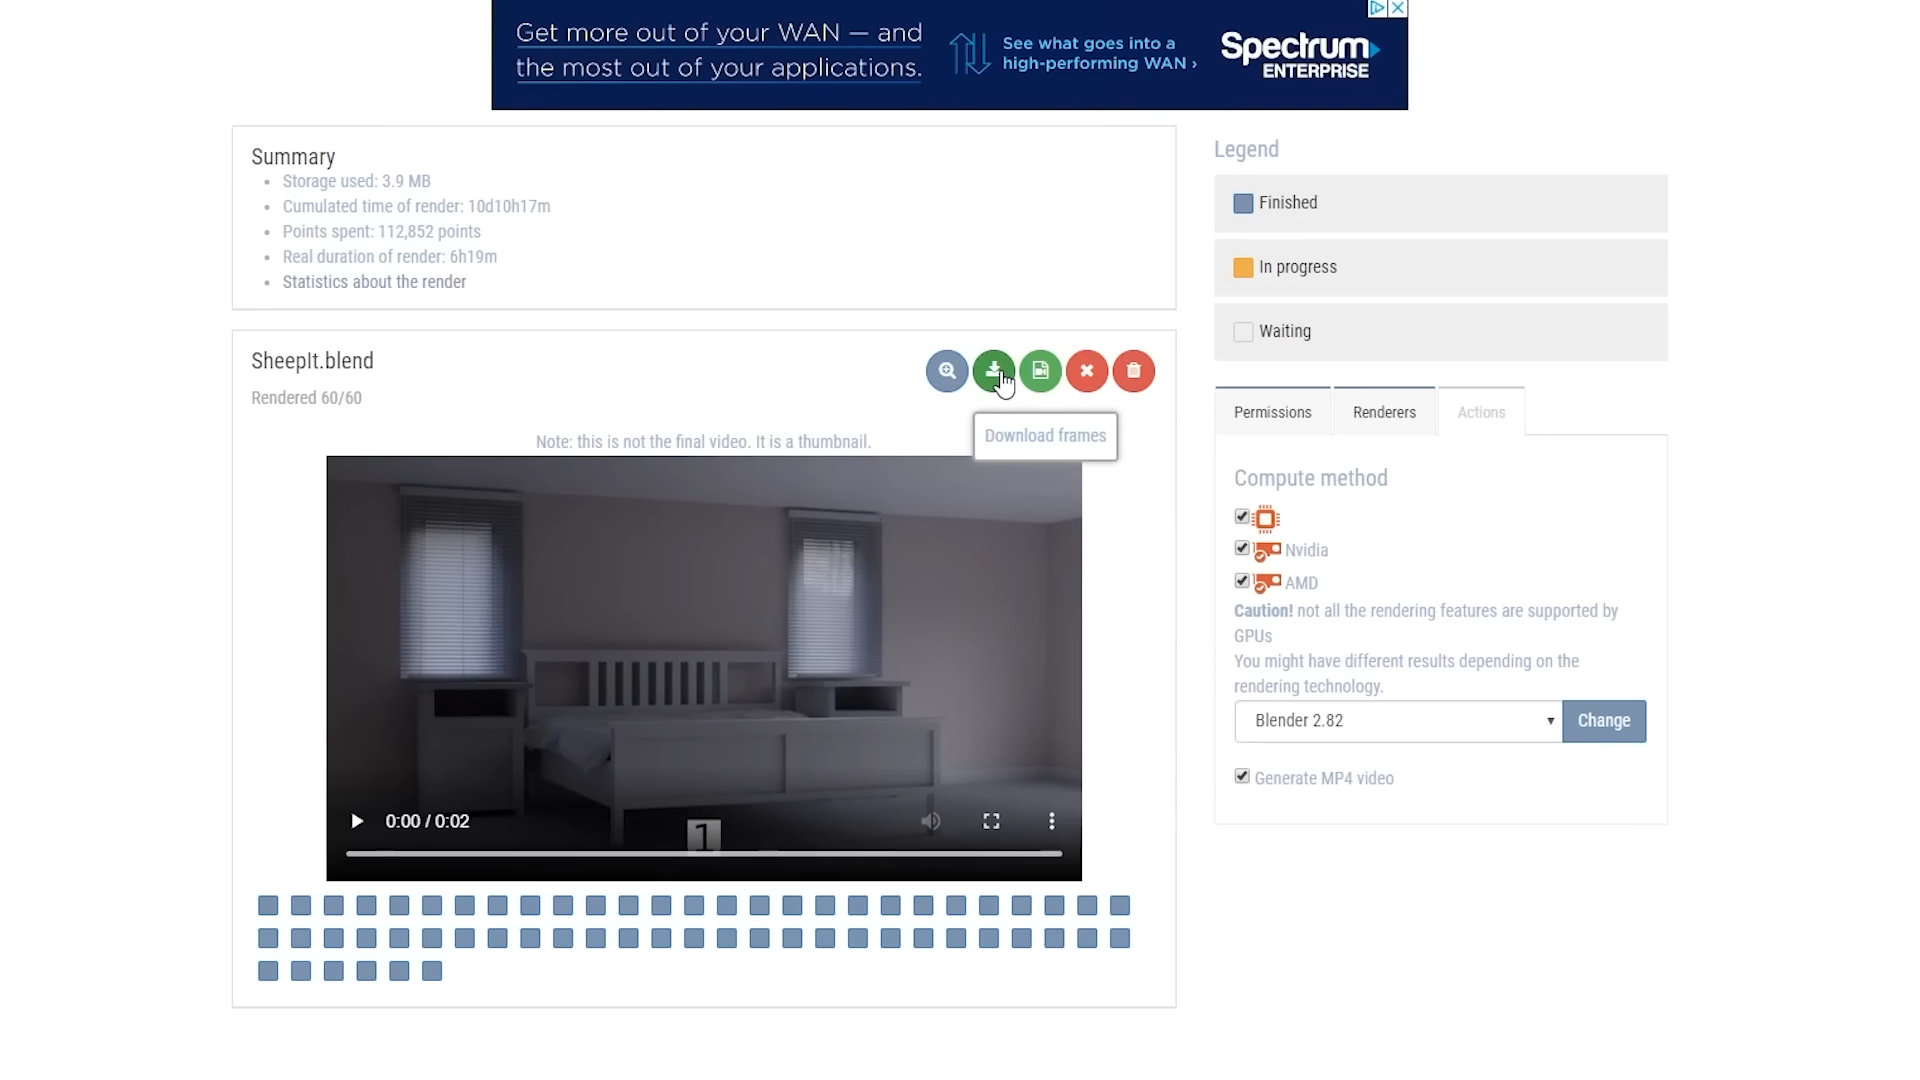 Get more out of your WAN — and
the most out of your applications.
See what goes into a
high-performing WAN ›
Spectrum
ENTERPRISE
Summary
Storage used: 3.9 MB
Cumulated time of render: 10d10h17m
Points spent: 112,852 points
Real duration of render: 6h19m
Statistics about the render
SheepIt.blend
Rendered 60/60
Download frames
Note: this is not the final video. It is a thumbnail.
0:00 / 0:02
1
Legend
Finished
In progress
Waiting
Permissions
Renderers
Actions
Compute method
Nvidia
AMD
Caution! not all the rendering features are supported by
GPUs
You might have different results depending on the
rendering technology.
Blender 2.82
Change
Generate MP4 video